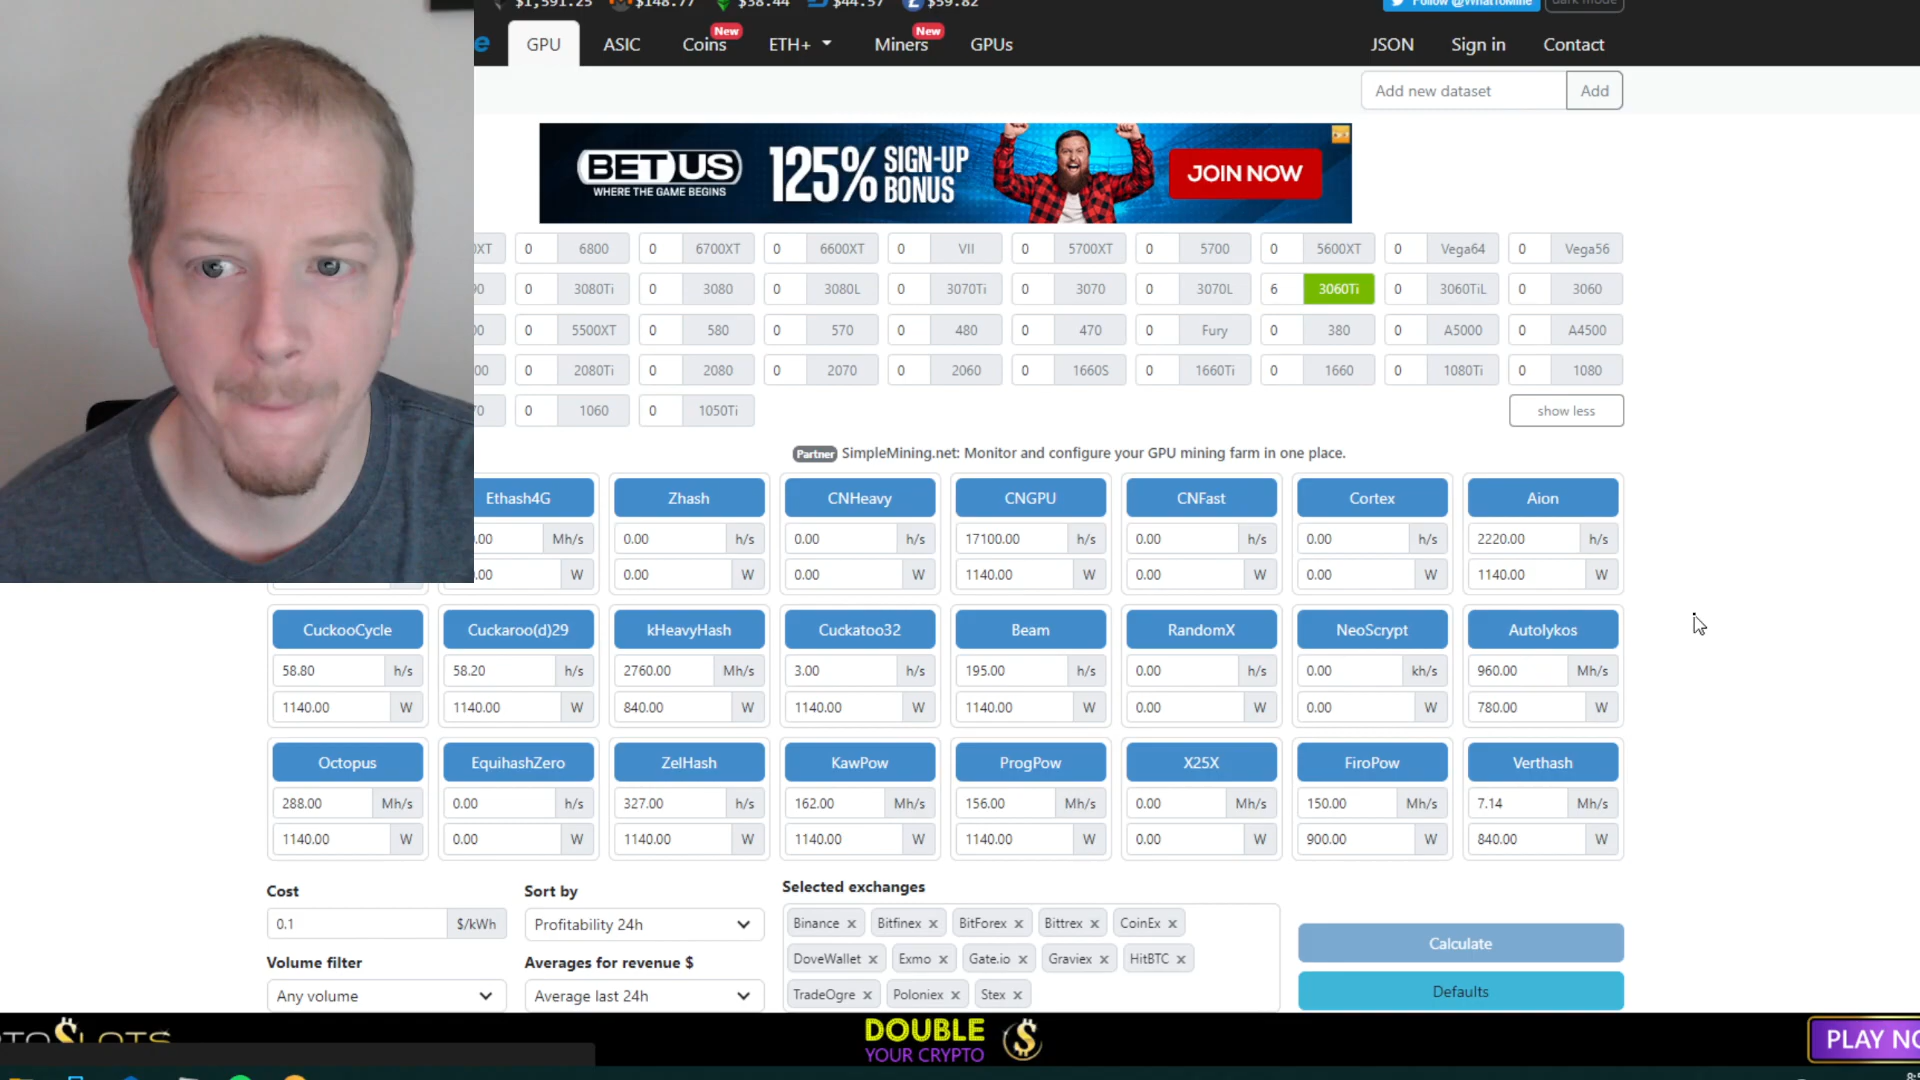 $1,591.25 $148.77 $38.44 $44.57 $59.82
Follow @WhatToMine
dark mode
e GPU ASIC Coins New ETH+ Miners New GPUs JSON Sign in Contact
Add new dataset Add
BETUS
WHERE THE GAME BEGINS
125% SIGN-UP BONUS
JOIN NOW
XT 0 6800 0 6700XT 0 6600XT 0 VII 0 5700XT 0 5700 0 5600XT 0 Vega64 0 Vega56
90 0 3080Ti 0 3080 0 3080L 0 3070Ti 0 3070 0 3070L 6 3060Ti 0 3060TiL 0 3060
00 0 5500XT 0 580 0 570 0 480 0 470 0 Fury 0 380 0 A5000 0 A4500
00 0 2080Ti 0 2080 0 2070 0 2060 0 1660S 0 1660Ti 0 1660 0 1080Ti 0 1080
70 0 1060 0 1050Ti show less
Partner SimpleMining.net: Monitor and configure your GPU mining farm in one place.
Ethash4G Zhash CNHeavy CNGPU CNFast Cortex Aion
.00 Mh/s 0.00 h/s 0.00 h/s 17100.00 h/s 0.00 h/s 0.00 h/s 2220.00 h/s
.00 W 0.00 W 0.00 W 1140.00 W 0.00 W 0.00 W 1140.00 W
CuckooCycle Cuckaroo(d)29 kHeavyHash Cuckatoo32 Beam RandomX NeoScrypt Autolykos
58.80 h/s 58.20 h/s 2760.00 Mh/s 3.00 h/s 195.00 h/s 0.00 h/s 0.00 kh/s 960.00 Mh/s
1140.00 W 1140.00 W 840.00 W 1140.00 W 1140.00 W 0.00 W 0.00 W 780.00 W
Octopus EquihashZero ZelHash KawPow ProgPow X25X FiroPow Verthash
288.00 Mh/s 0.00 h/s 327.00 h/s 162.00 Mh/s 156.00 Mh/s 0.00 Mh/s 150.00 Mh/s 7.14 Mh/s
1140.00 W 0.00 W 1140.00 W 1140.00 W 1140.00 W 0.00 W 900.00 W 840.00 W
Cost Sort by Selected exchanges
0.1 $/kWh Profitability 24h Binance × Bitfinex × BitForex × Bittrex × CoinEx ×
Calculate
Volume filter Averages for revenue $ DoveWallet × Exmo × Gate.io × Graviex × HitBTC ×
Any volume Average last 24h TradeOgre × Poloniex × Stex ×
Defaults
TO$LOTS
DOUBLE
YOUR CRYPTO
PLAY NO